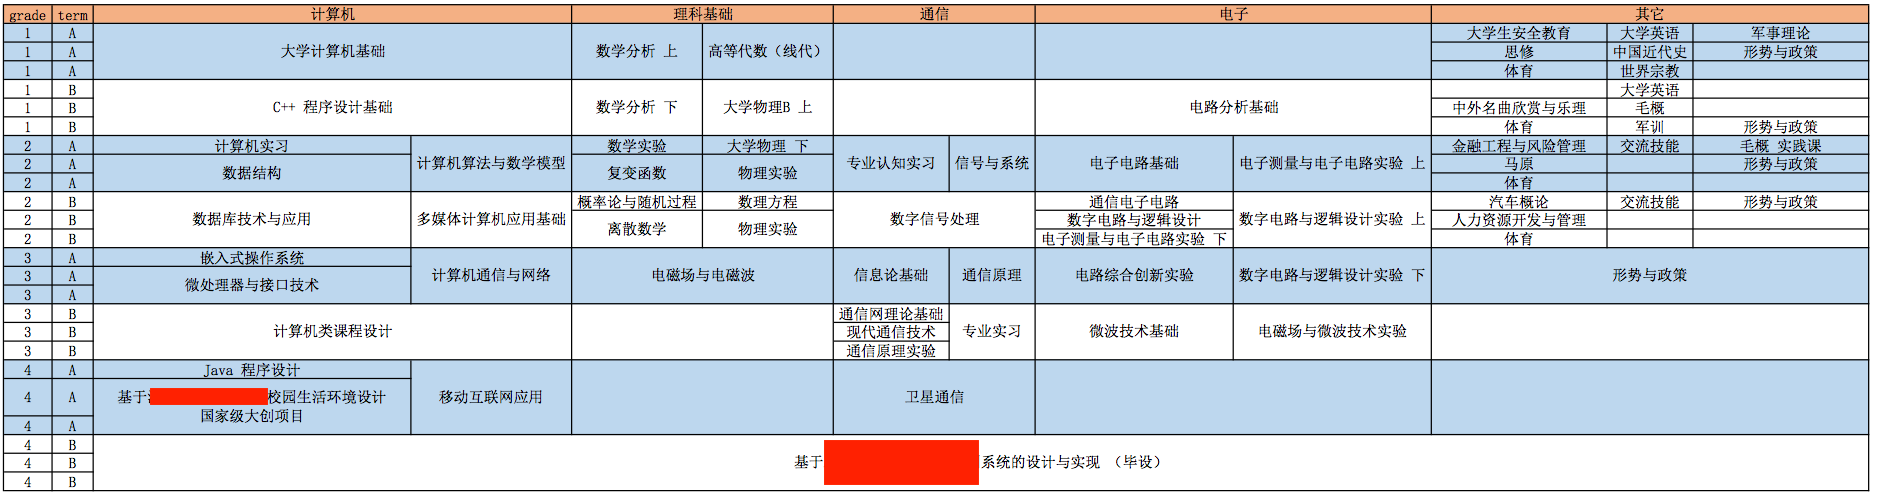 grade term 计算机 理科基础 通信 电子 其它
1 A 大学计算机基础 数学分析 上 高等代数（线代） 大学生安全教育 大学英语 军事理论
1 A 思修 中国近代史 形势与政策
1 A 体育 世界宗教
1 B C++ 程序设计基础 数学分析 下 大学物理B 上 电路分析基础 大学英语
1 B 中外名曲欣赏与乐理 毛概
1 B 体育 军训 形势与政策
2 A 计算机实习 计算机算法与数学模型 数学实验 大学物理 下 专业认知实习 信号与系统 电子电路基础 电子测量与电子电路实验 上 金融工程与风险管理 交流技能 毛概 实践课
2 A 数据结构 复变函数 物理实验 马原 形势与政策
2 A 体育
2 B 数据库技术与应用 多媒体计算机应用基础 概率论与随机过程 数理方程 数字信号处理 通信电子电路 数字电路与逻辑设计实验 上 汽车概论 交流技能 形势与政策
2 B 离散数学 物理实验 数字电路与逻辑设计 人力资源开发与管理
2 B 电子测量与电子电路实验 下 体育
3 A 嵌入式操作系统 计算机通信与网络 电磁场与电磁波 信息论基础 通信原理 电路综合创新实验 数字电路与逻辑设计实验 下 形势与政策
3 A 微处理器与接口技术
3 A
3 B 计算机类课程设计 通信网理论基础 专业实习 微波技术基础 电磁场与微波技术实验
3 B 现代通信技术
3 B 通信原理实验
4 A Java 程序设计 移动互联网应用 卫星通信
4 A 基于 校园生活环境设计
国家级大创项目
4 A
4 B 基于 系统的设计与实现 （毕设）
4 B
4 B